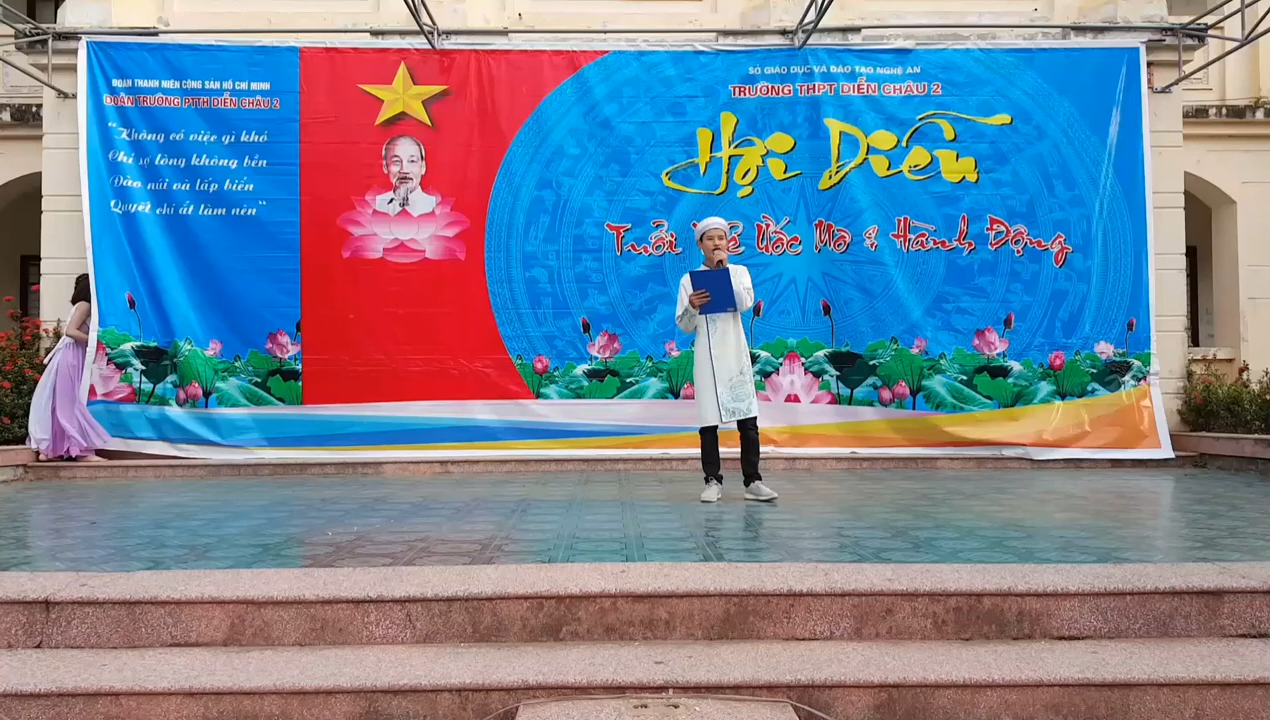 ĐOÀN THANH NIÊN CỘNG SẢN HỒ CHÍ MINH
ĐOÀN TRƯỜNG PTTH DIỄN CHÂU 2
"Không có việc gì khó
Chỉ sợ lòng không bền
Đào núi và lấp biển
Quyết chí ắt làm nên"
SỞ GIÁO DỤC VÀ ĐÀO TẠO NGHỆ AN
TRƯỜNG THPT DIỄN CHÂU 2
Hội Diễn
Tuổi Ước Mơ & Hành Động